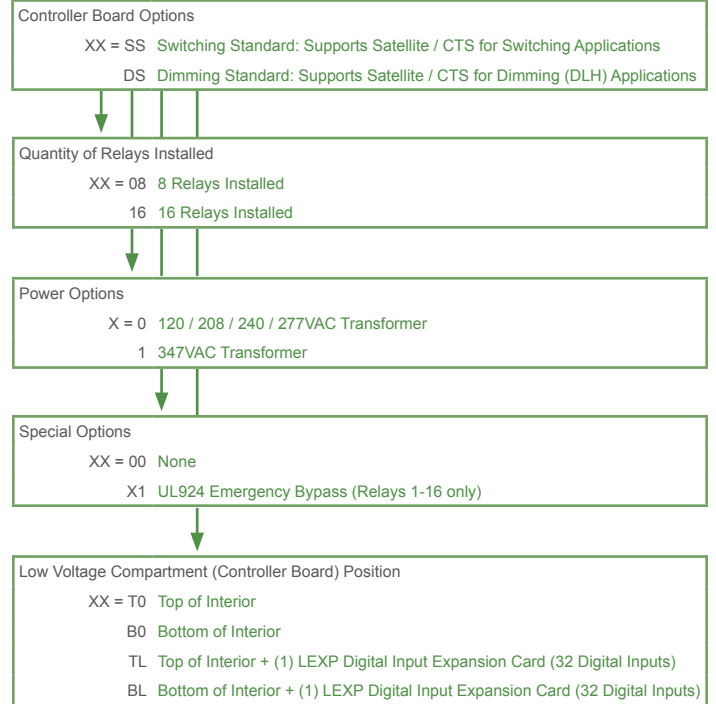 Controller Board Options
XX = SS Switching Standard: Supports Satellite / CTS for Switching Applications
DS Dimming Standard: Supports Satellite / CTS for Dimming (DLH) Applications
Quantity of Relays Installed
XX = 08 8 Relays Installed
16 16 Relays Installed
Power Options
X = 0 120 / 208 / 240 / 277VAC Transformer
1 347VAC Transformer
Special Options
XX = 00 None
X1 UL924 Emergency Bypass (Relays 1-16 only)
Low Voltage Compartment (Controller Board) Position
XX = T0 Top of Interior
B0 Bottom of Interior
TL Top of Interior + (1) LEXP Digital Input Expansion Card (32 Digital Inputs)
BL Bottom of Interior + (1) LEXP Digital Input Expansion Card (32 Digital Inputs)